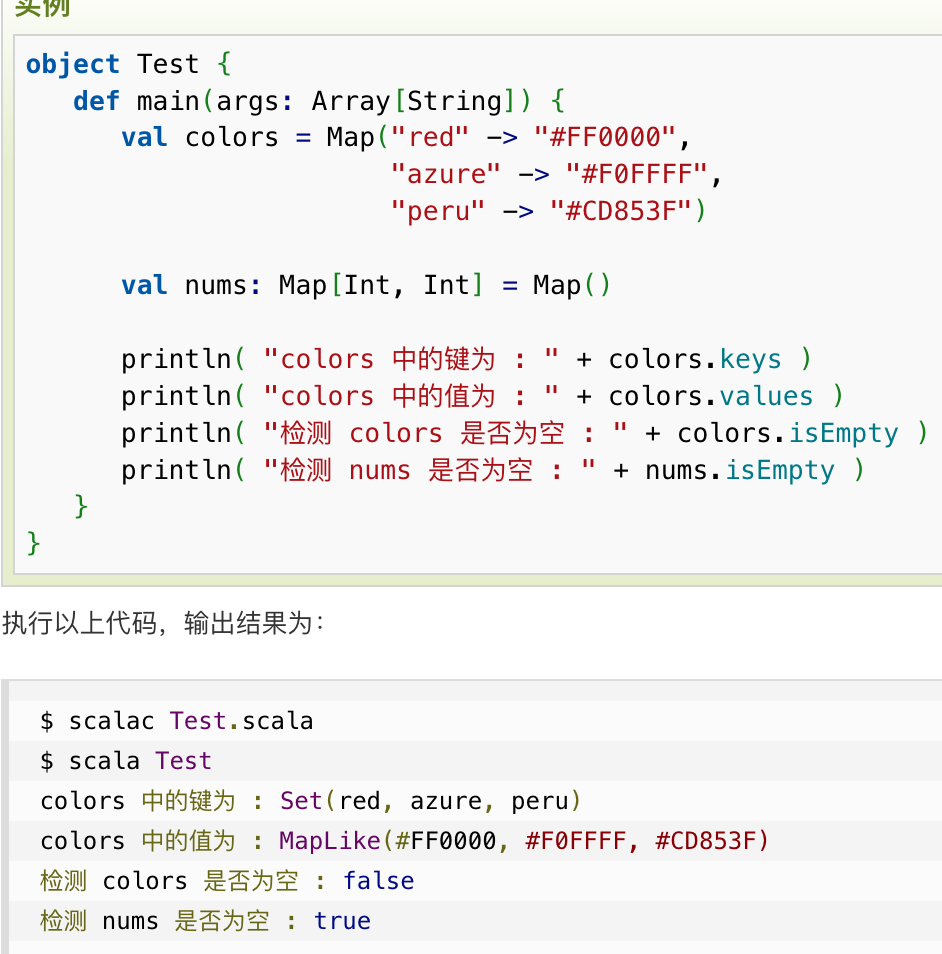 实例
object Test {
   def main(args: Array[String]) {
      val colors = Map("red" -> "#FF0000",
                       "azure" -> "#F0FFFF",
                       "peru" -> "#CD853F")
      val nums: Map[Int, Int] = Map()
      println( "colors 中的键为 : " + colors.keys )
      println( "colors 中的值为 : " + colors.values )
      println( "检测 colors 是否为空 : " + colors.isEmpty )
      println( "检测 nums 是否为空 : " + nums.isEmpty )
   }
}
执行以上代码，输出结果为：
$ scalac Test.scala
$ scala Test
colors 中的键为 : Set(red, azure, peru)
colors 中的值为 : MapLike(#FF0000, #F0FFFF, #CD853F)
检测 colors 是否为空 : false
检测 nums 是否为空 : true